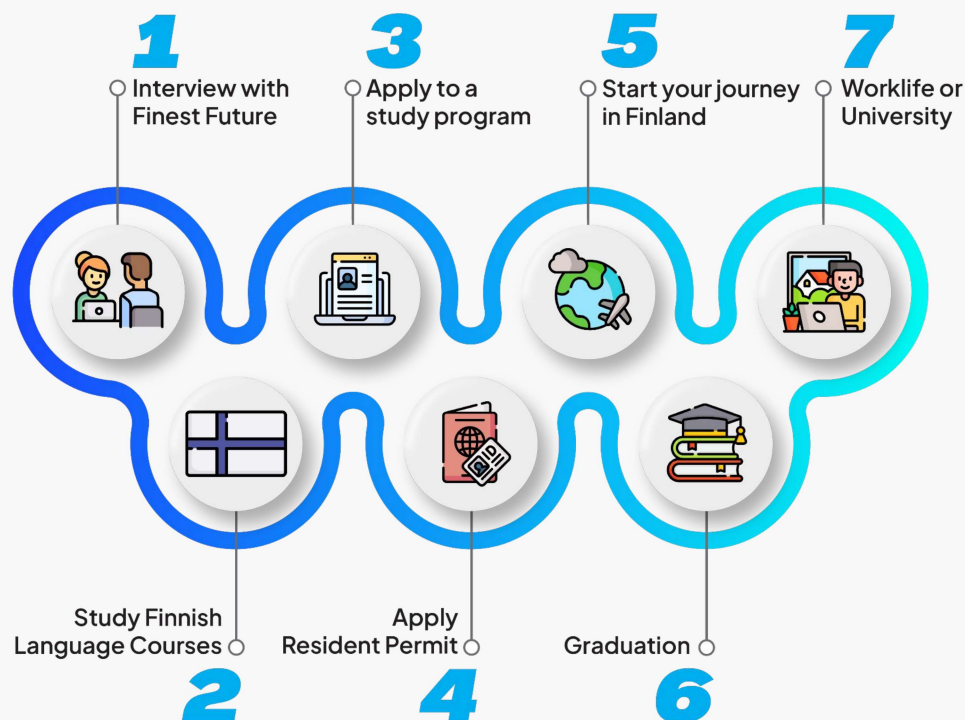 1
Interview with
Finest Future
2
Study Finnish
Language Courses
3
Apply to a
study program
4
Apply
Resident Permit
5
Start your journey
in Finland
6
Graduation
7
Worklife or
University